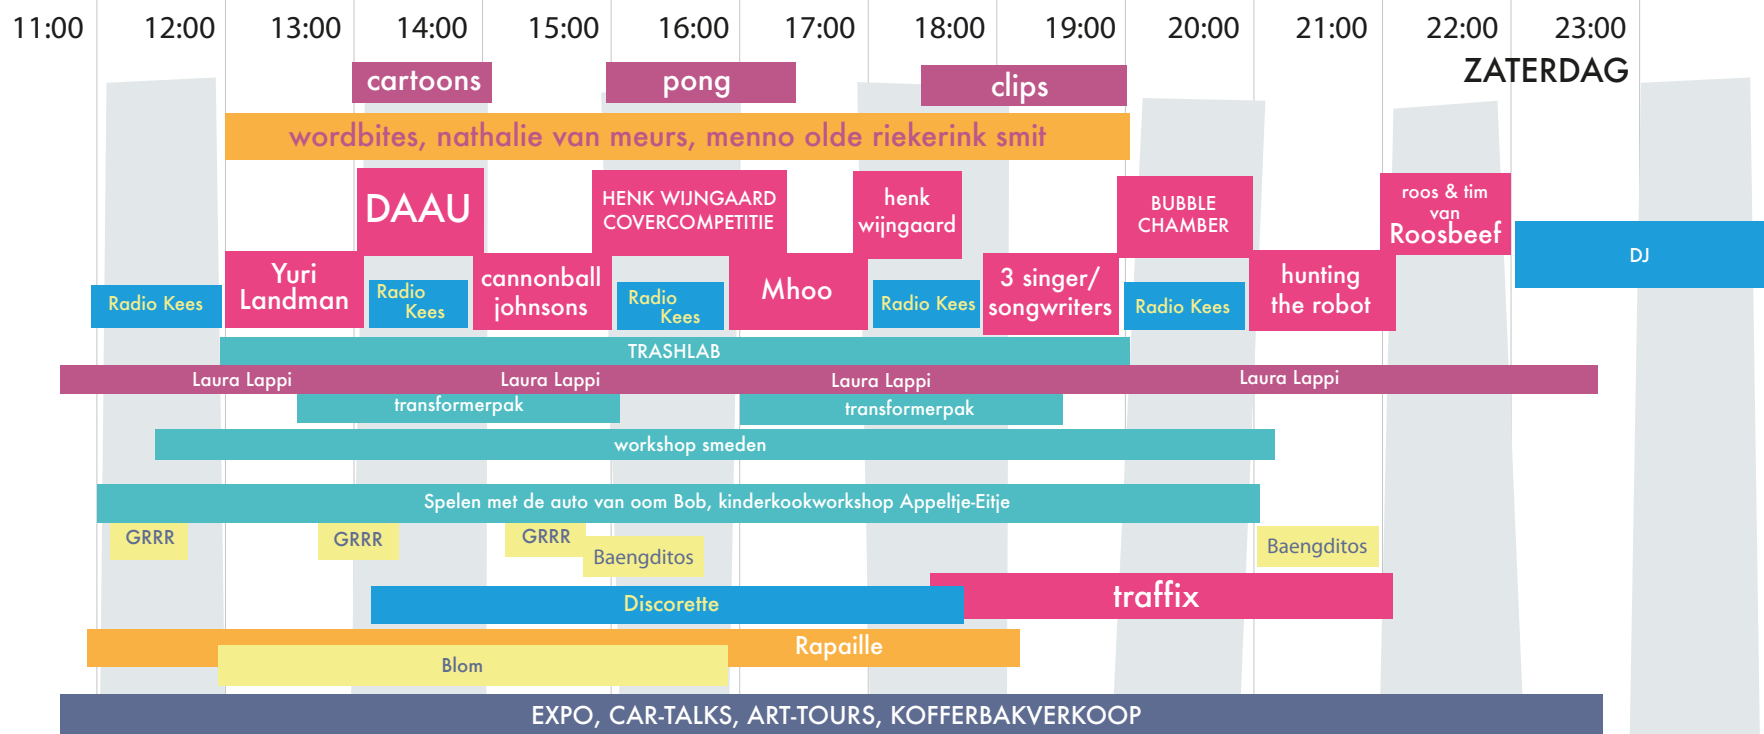 11:00 12:00 13:00 14:00 15:00 16:00 17:00 18:00 19:00 20:00 21:00 22:00 23:00
ZATERDAG
cartoons
pong
clips
wordbites, nathalie van meurs, menno olde riekerink smit
DAAU
HENK WIJNGAARD
COVERCOMPETITIE
henk
wijngaard
BUBBLE
CHAMBER
roos & tim
van
Roosbeef
DJ
Radio Kees
Yuri
Landman
Radio
Kees
cannonball
johnsons
Radio
Kees
Mhoo
Radio Kees
3 singer/
songwriters
Radio Kees
hunting
the robot
TRASHLAB
Laura Lappi
Laura Lappi
Laura Lappi
Laura Lappi
transformerpak
transformerpak
workshop smeden
Spelen met de auto van oom Bob, kinderkookworkshop Appeltje-Eitje
GRRR
GRRR
GRRR
Baengditos
Baengditos
traffix
Discorette
Rapaille
Blom
EXPO, CAR-TALKS, ART-TOURS, KOFFERBAKVERKOOP